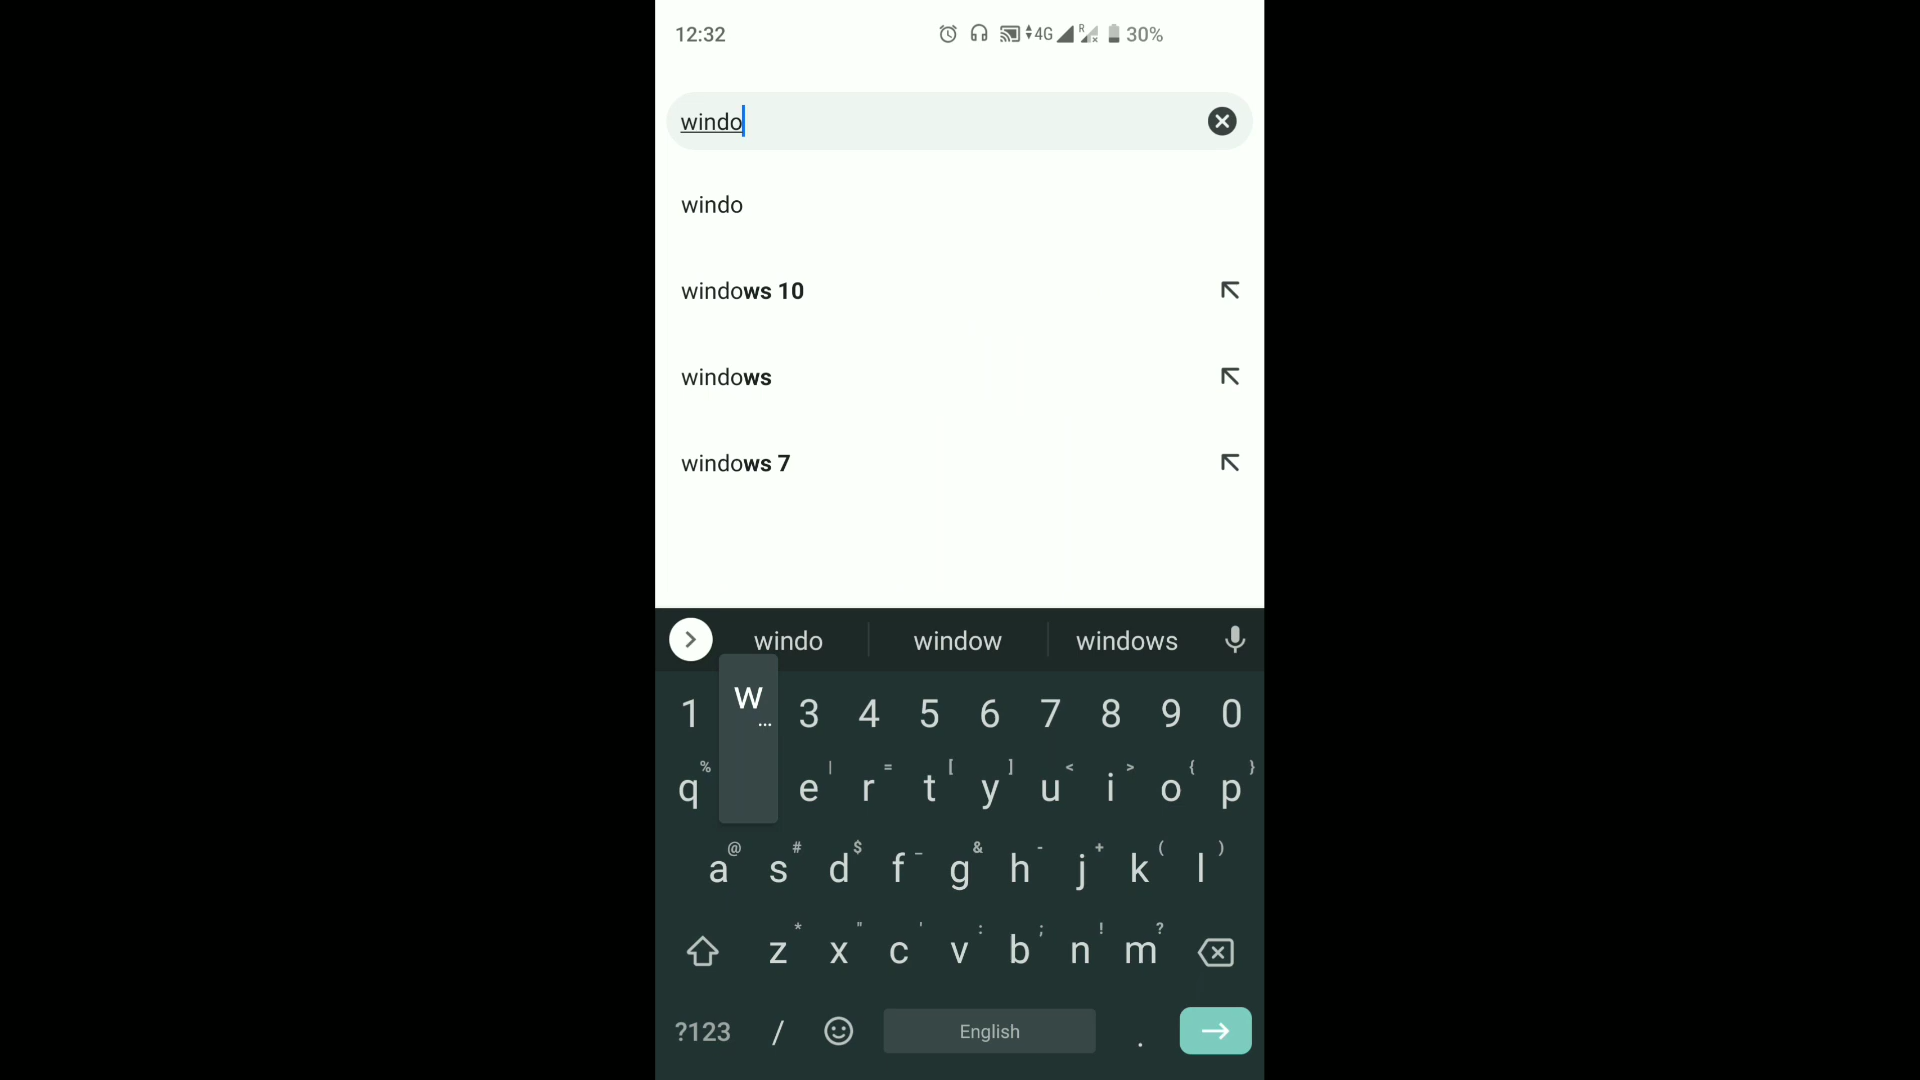 12:32
4G R 30%
windo
windo
windows 10
windows
windows 7
windo window windows
1 W ... 3 4 5 6 7 8 9 0
q % e | r = t [ y ] u < i > o { p }
a @ s # d $ f _ g & h - j + k ( l )
z * x " c ' v : b ; n ! m ?
?123 / English .